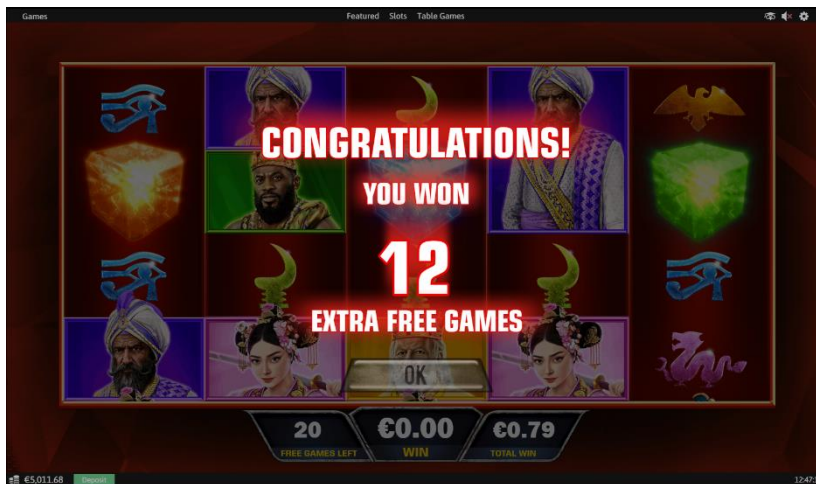 Games
Featured Slots Table Games
CONGRATULATIONS!
YOU WON
12
EXTRA FREE GAMES
OK
20
FREE GAMES LEFT
€0.00
WIN
€0.79
TOTAL WIN
€5,011.68
Deposit
12:47: